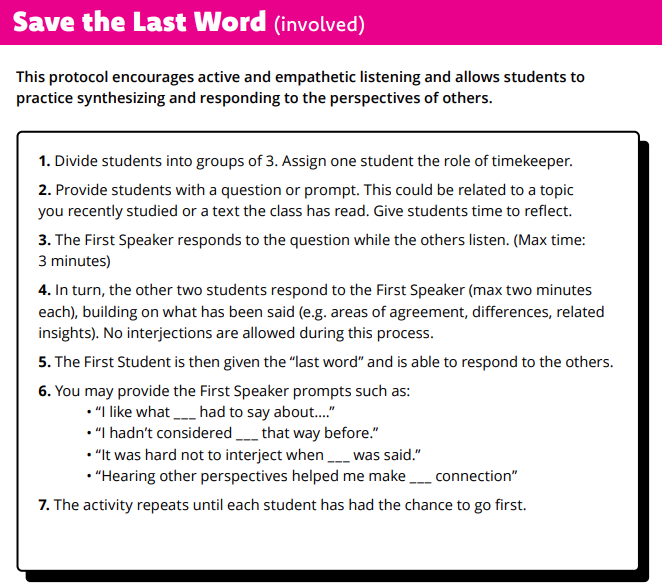 Save the Last Word (involved)
This protocol encourages active and empathetic listening and allows students to
practice synthesizing and responding to the perspectives of others.
1. Divide students into groups of 3. Assign one student the role of timekeeper.
2. Provide students with a question or prompt. This could be related to a topic
you recently studied or a text the class has read. Give students time to reflect.
3. The First Speaker responds to the question while the others listen. (Max time:
3 minutes)
4. In turn, the other two students respond to the First Speaker (max two minutes
each), building on what has been said (e.g. areas of agreement, differences, related
insights). No interjections are allowed during this process.
5. The First Student is then given the “last word” and is able to respond to the others.
6. You may provide the First Speaker prompts such as:
• “I like what ___ had to say about....”
• “I hadn’t considered ___ that way before.”
• “It was hard not to interject when ___ was said.”
• “Hearing other perspectives helped me make ___ connection”
7. The activity repeats until each student has had the chance to go first.